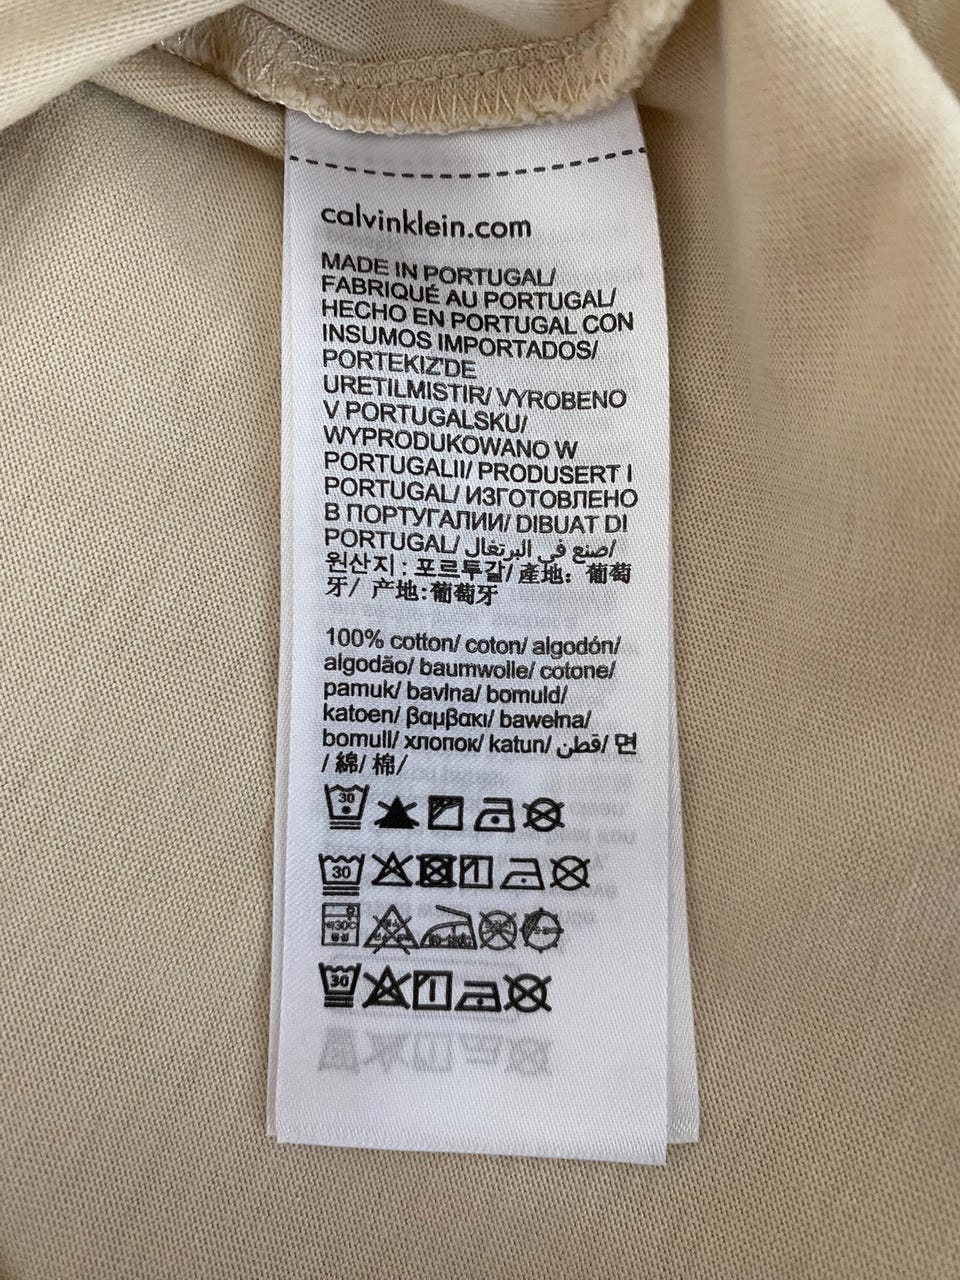 calvinklein.com
MADE IN PORTUGAL/
FABRIQUÉ AU PORTUGAL/
HECHO EN PORTUGAL CON
INSUMOS IMPORTADOS/
PORTEKIZ'DE
URETILMISTIR/ VYROBENO
V PORTUGALSKU/
WYPRODUKOWANO W
PORTUGALII/ PRODUSERT I
PORTUGAL/ ИЗГОТОВЛЕНО
В ПОРТУГАЛИИ/ DIBUAT DI
PORTUGAL/ صنع في البرتغال/
원산지 : 포르투갈/ 產地: 葡萄
牙/ 产地:葡萄牙
100% cotton/ coton/ algodón/
algodão/ baumwolle/ cotone/
pamuk/ bavlna/ bomuld/
katoen/ βαμβακι/ bawełna/
bomull/ хлопок/ katun/ قطن/ 면
/ 綿/ 棉/
30
30
30